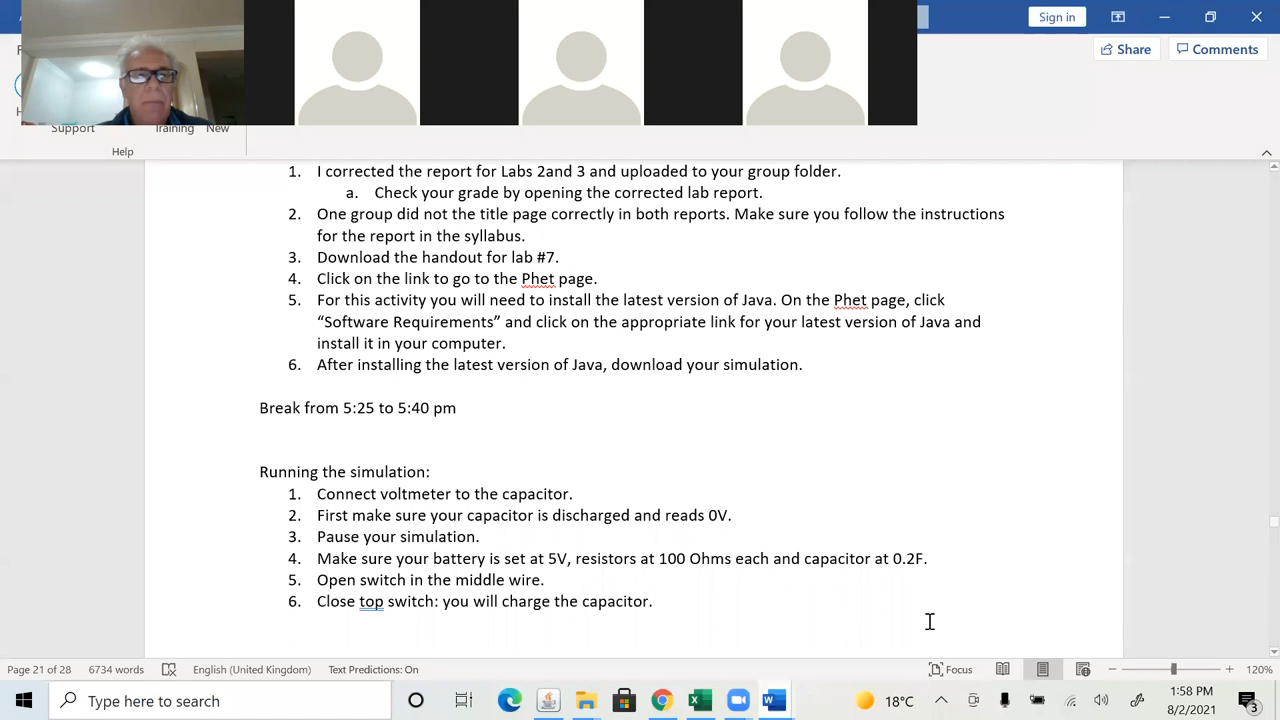 Sign in
Share
Comments
Support
Training
New
Help
1. I corrected the report for Labs 2and 3 and uploaded to your group folder.
a. Check your grade by opening the corrected lab report.
2. One group did not the title page correctly in both reports. Make sure you follow the instructions
for the report in the syllabus.
3. Download the handout for lab #7.
4. Click on the link to go to the Phet page.
5. For this activity you will need to install the latest version of Java. On the Phet page, click
“Software Requirements” and click on the appropriate link for your latest version of Java and
install it in your computer.
6. After installing the latest version of Java, download your simulation.
Break from 5:25 to 5:40 pm
Running the simulation:
1. Connect voltmeter to the capacitor.
2. First make sure your capacitor is discharged and reads 0V.
3. Pause your simulation.
4. Make sure your battery is set at 5V, resistors at 100 Ohms each and capacitor at 0.2F.
5. Open switch in the middle wire.
6. Close top switch: you will charge the capacitor.
Page 21 of 28 6734 words English (United Kingdom) Text Predictions: On Focus 120%
Type here to search 18°C 1:58 PM
8/2/2021 3